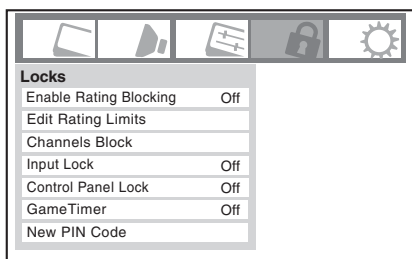 Locks
Enable Rating Blocking Off
Edit Rating Limits
Channels Block
Input Lock Off
Control Panel Lock Off
GameTimer Off
New PIN Code